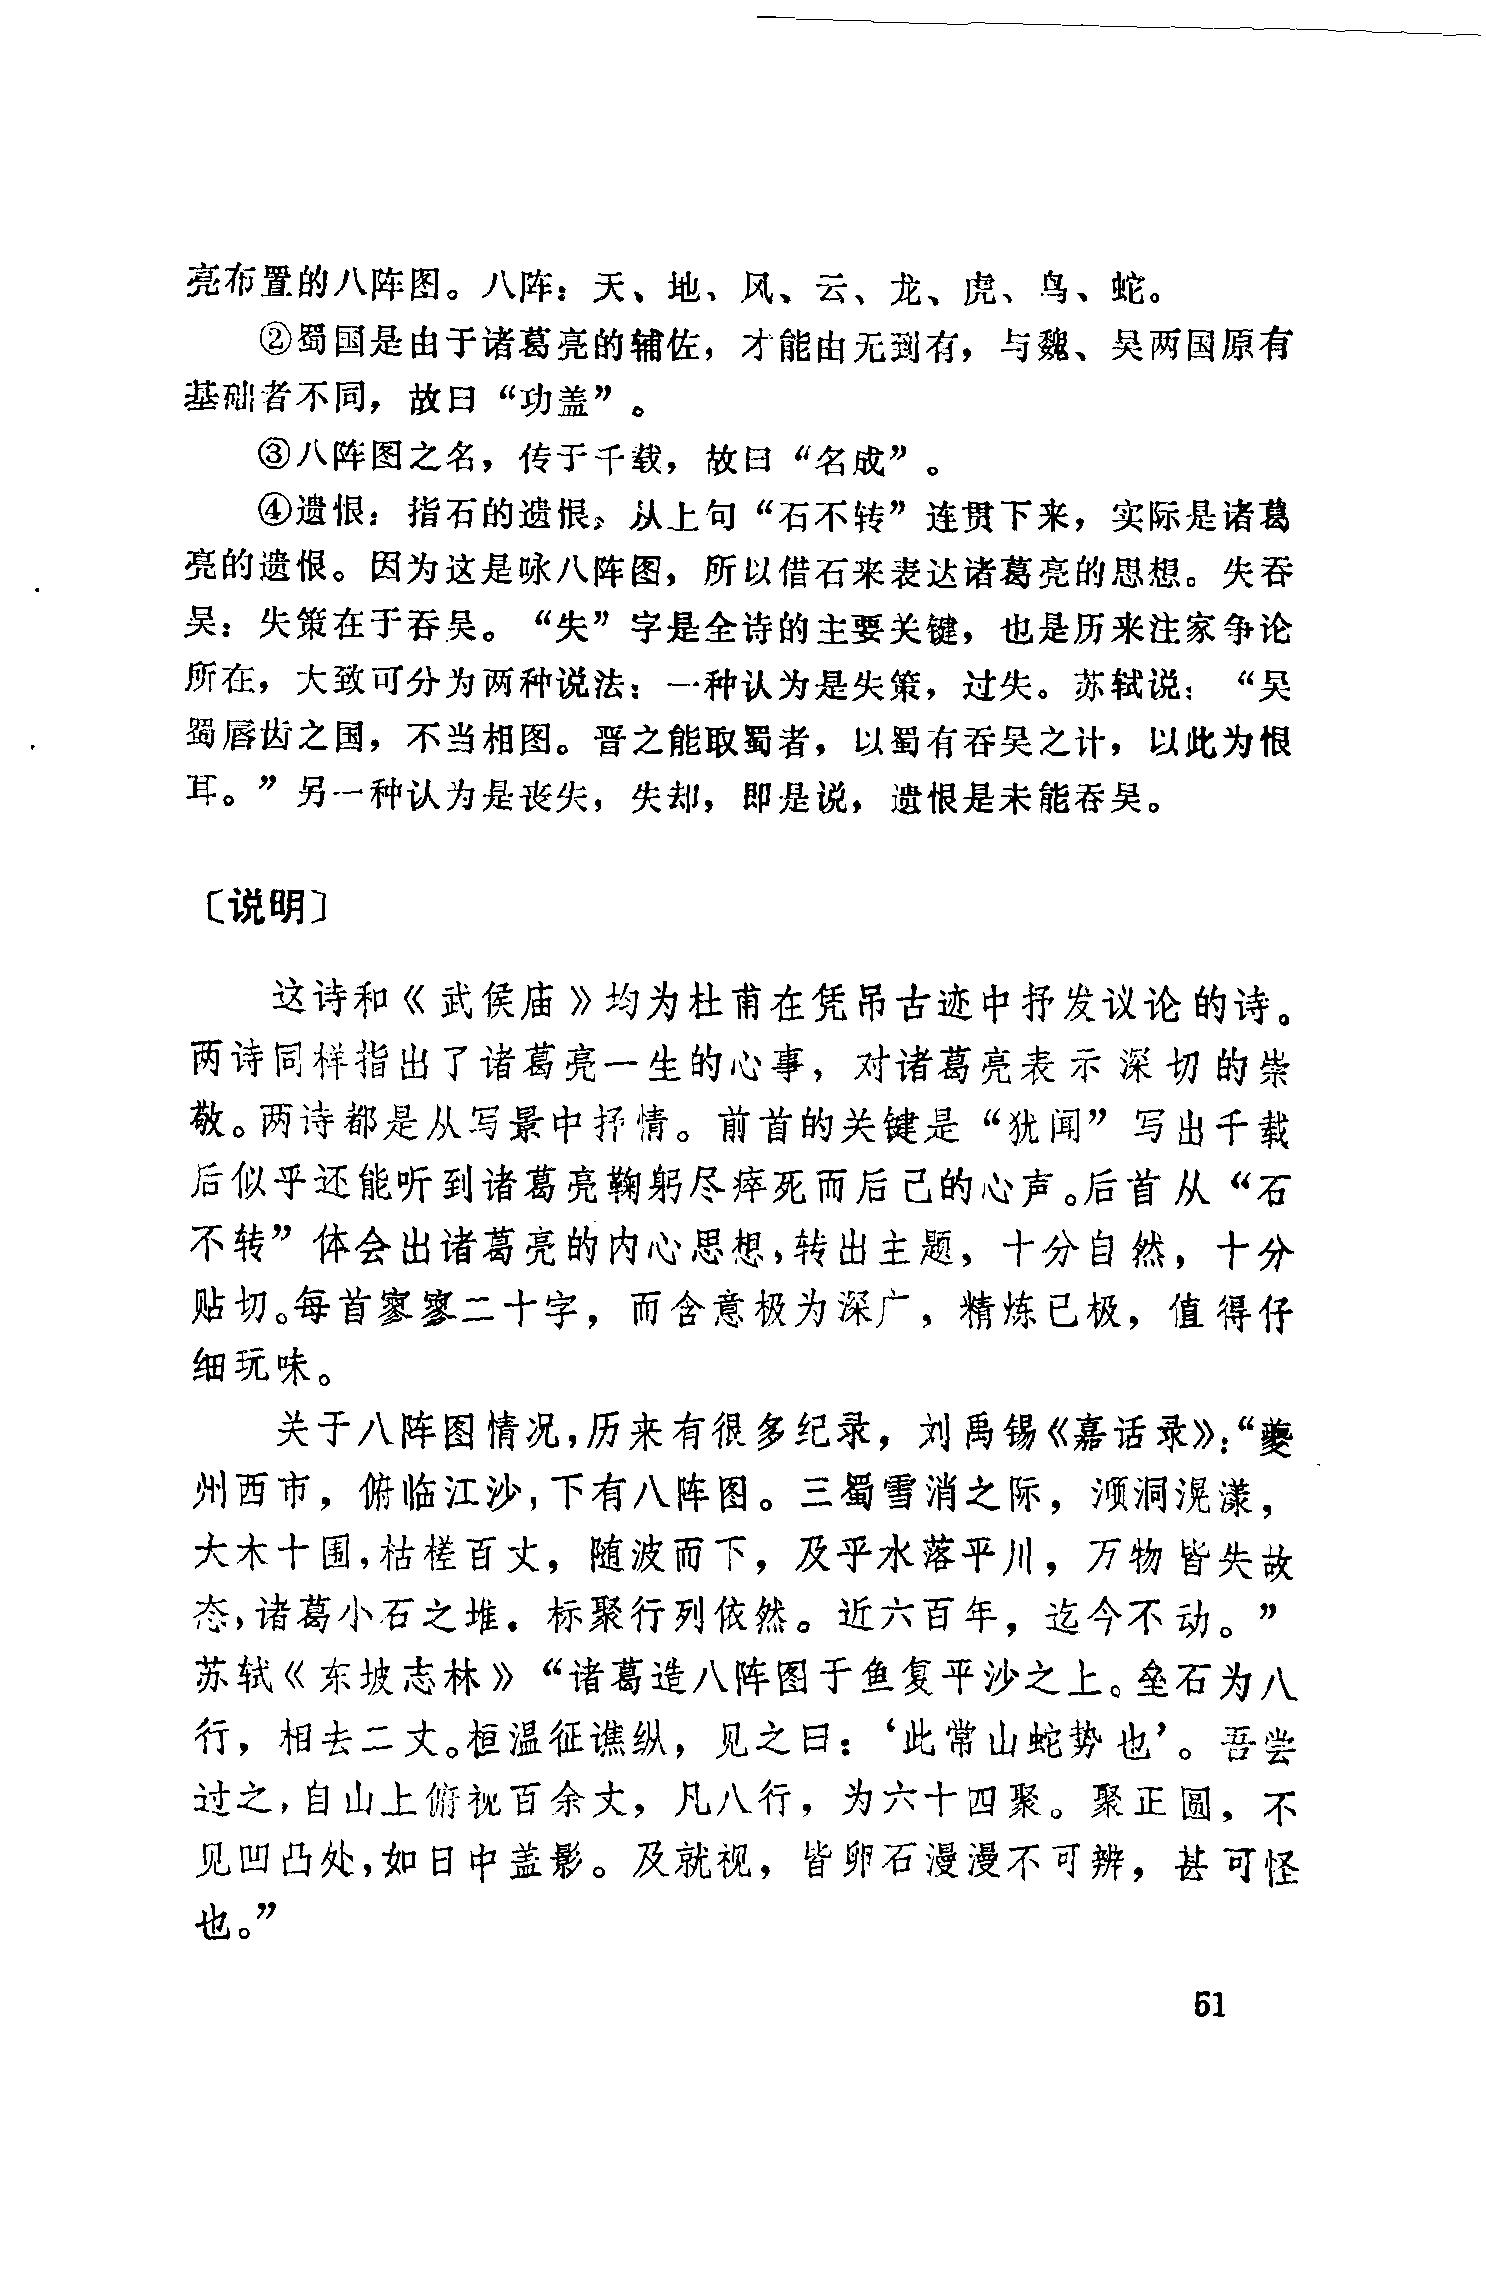 亮布置的八阵图。八阵：天、地、风、云、龙、虎、鸟、蛇。
②蜀国是由于诸葛亮的辅佐，才能由无到有，与魏、吴两国原有
基础者不同，故曰“功盖”。
③八阵图之名，传于千载，故曰“名成”。
④遗恨：指石的遗恨，从上句“石不转”连贯下来，实际是诸葛
亮的遗恨。因为这是咏八阵图，所以借石来表达诸葛亮的思想。失吞
吴：失策在于吞吴。“失”字是全诗的主要关键，也是历来注家争论
所在，大致可分为两种说法：一种认为是失策，过失。苏轼说：“吴
蜀唇齿之国，不当相图。晋之能取蜀者，以蜀有吞吴之计，以此为恨
耳。”另一种认为是丧失，失却，即是说，遗恨是未能吞吴。
〔说明〕
这诗和《武侯庙》均为杜甫在凭吊古迹中抒发议论的诗。
两诗同样指出了诸葛亮一生的心事，对诸葛亮表示深切的崇
敬。两诗都是从写景中抒情。前首的关键是“犹闻”写出千载
后似乎还能听到诸葛亮鞠躬尽瘁死而后已的心声。后首从“石
不转”体会出诸葛亮的内心思想，转出主题，十分自然，十分
贴切。每首寥寥二十字，而含意极为深广，精炼已极，值得仔
细玩味。
关于八阵图情况，历来有很多纪录，刘禹锡《嘉话录》：“夔
州西市，俯临江沙，下有八阵图。三蜀雪消之际，澒洞滉漾，
大木十围，枯槎百丈，随波而下，及乎水落平川，万物皆失故
态，诸葛小石之堆．标聚行列依然。近六百年，迄今不动。”
苏轼《东坡志林》“诸葛造八阵图于鱼复平沙之上。垒石为八
行，相去二丈。桓温征谯纵，见之曰：‘此常山蛇势也’。吾尝
过之，自山上俯视百余丈，凡八行，为六十四聚。聚正圆，不
见凹凸处，如日中盖影。及就视，皆卵石漫漫不可辨，甚可怪
也。”
51